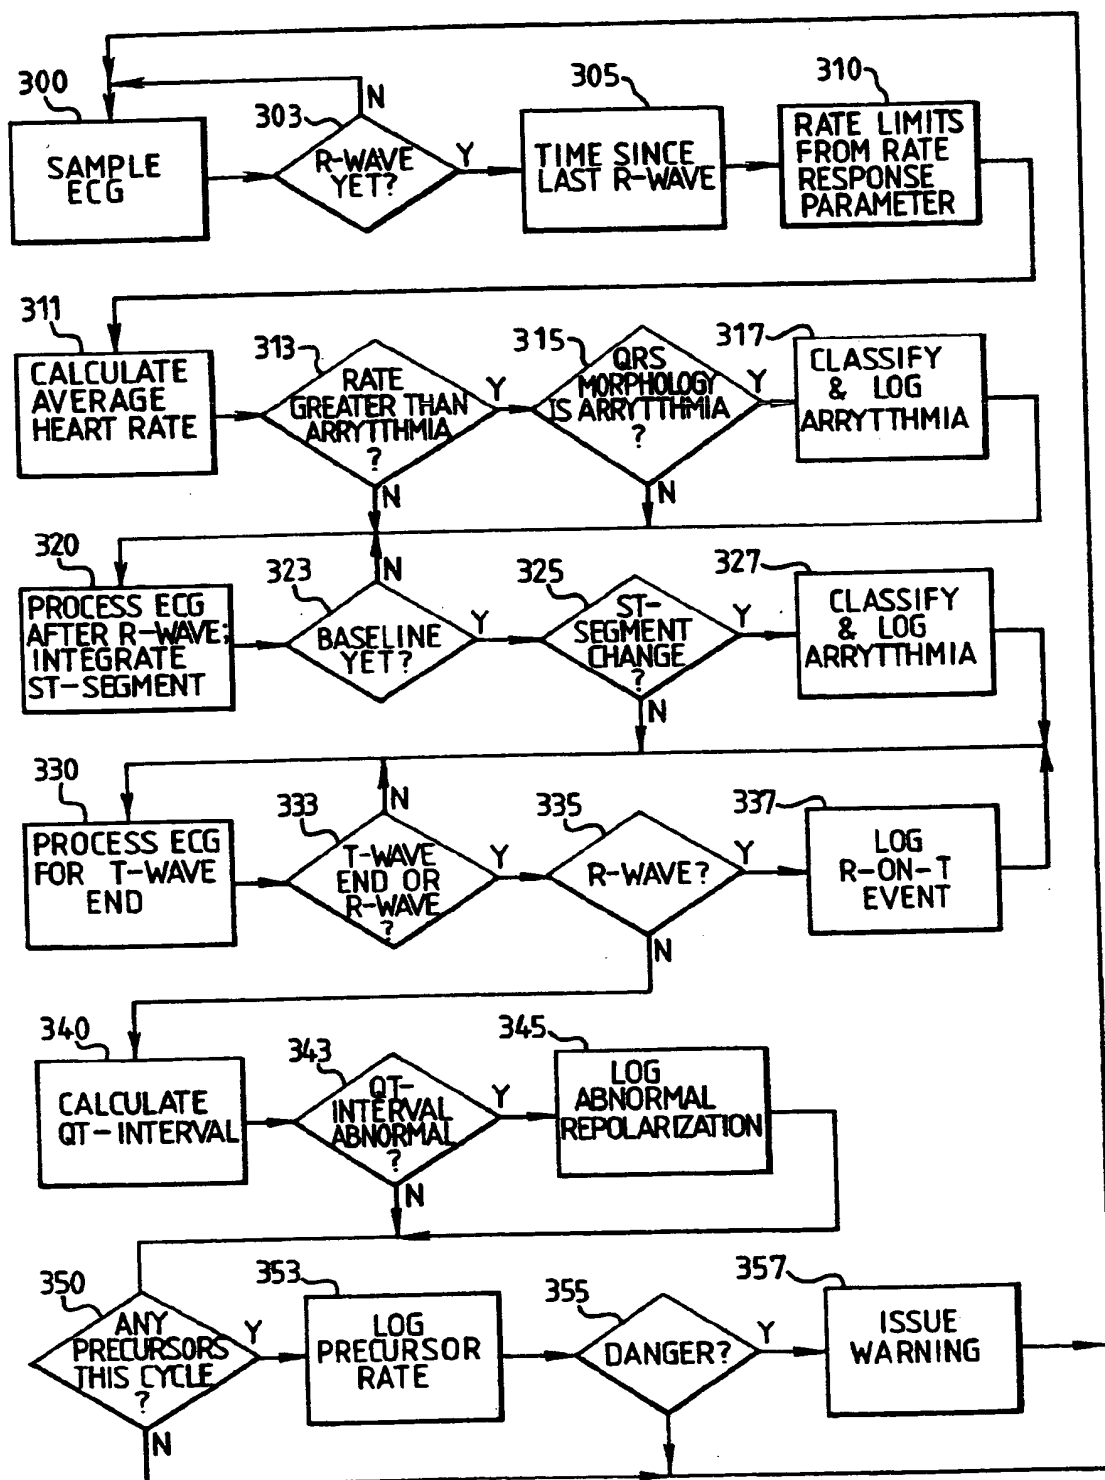 300
SAMPLE
ECG
303
R-WAVE
YET?
N
Y
305
TIME SINCE
LAST R-WAVE
310
RATE LIMITS
FROM RATE
RESPONSE
PARAMETER
311
CALCULATE
AVERAGE
HEART RATE
313
RATE
GREATER THAN
ARRYTTHMIA
?
Y
N
315
QRS
MORPHOLOGY
IS ARRYTTHMIA
?
Y
N
317
CLASSIFY
& LOG
ARRYTTHMIA
320
PROCESS ECG
AFTER R-WAVE;
INTEGRATE
ST-SEGMENT
323
N
BASELINE
YET?
Y
325
ST-
SEGMENT
CHANGE
?
Y
N
327
CLASSIFY
& LOG
ARRYTTHMIA
330
PROCESS ECG
FOR T-WAVE
END
333
N
T-WAVE
END OR
R-WAVE
?
Y
335
R-WAVE?
Y
N
337
LOG
R-ON-T
EVENT
340
CALCULATE
QT-INTERVAL
343
QT-
INTERVAL
ABNORMAL
?
Y
N
345
LOG
ABNORMAL
REPOLARIZATION
350
ANY
PRECURSORS
THIS CYCLE
?
Y
N
353
LOG
PRECURSOR
RATE
355
DANGER?
Y
357
ISSUE
WARNING